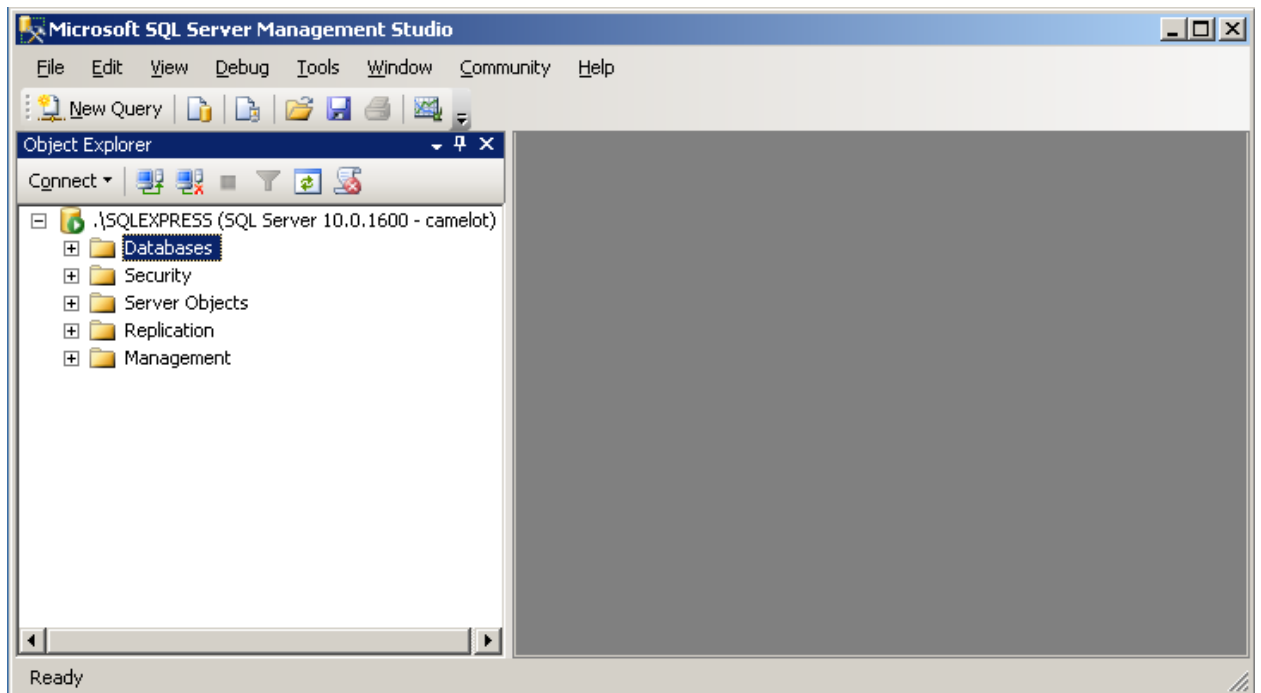 Microsoft SQL Server Management Studio
File Edit View Debug Tools Window Community Help
New Query
Object Explorer
Connect
.\SQLEXPRESS (SQL Server 10.0.1600 - camelot)
Databases
Security
Server Objects
Replication
Management
Ready